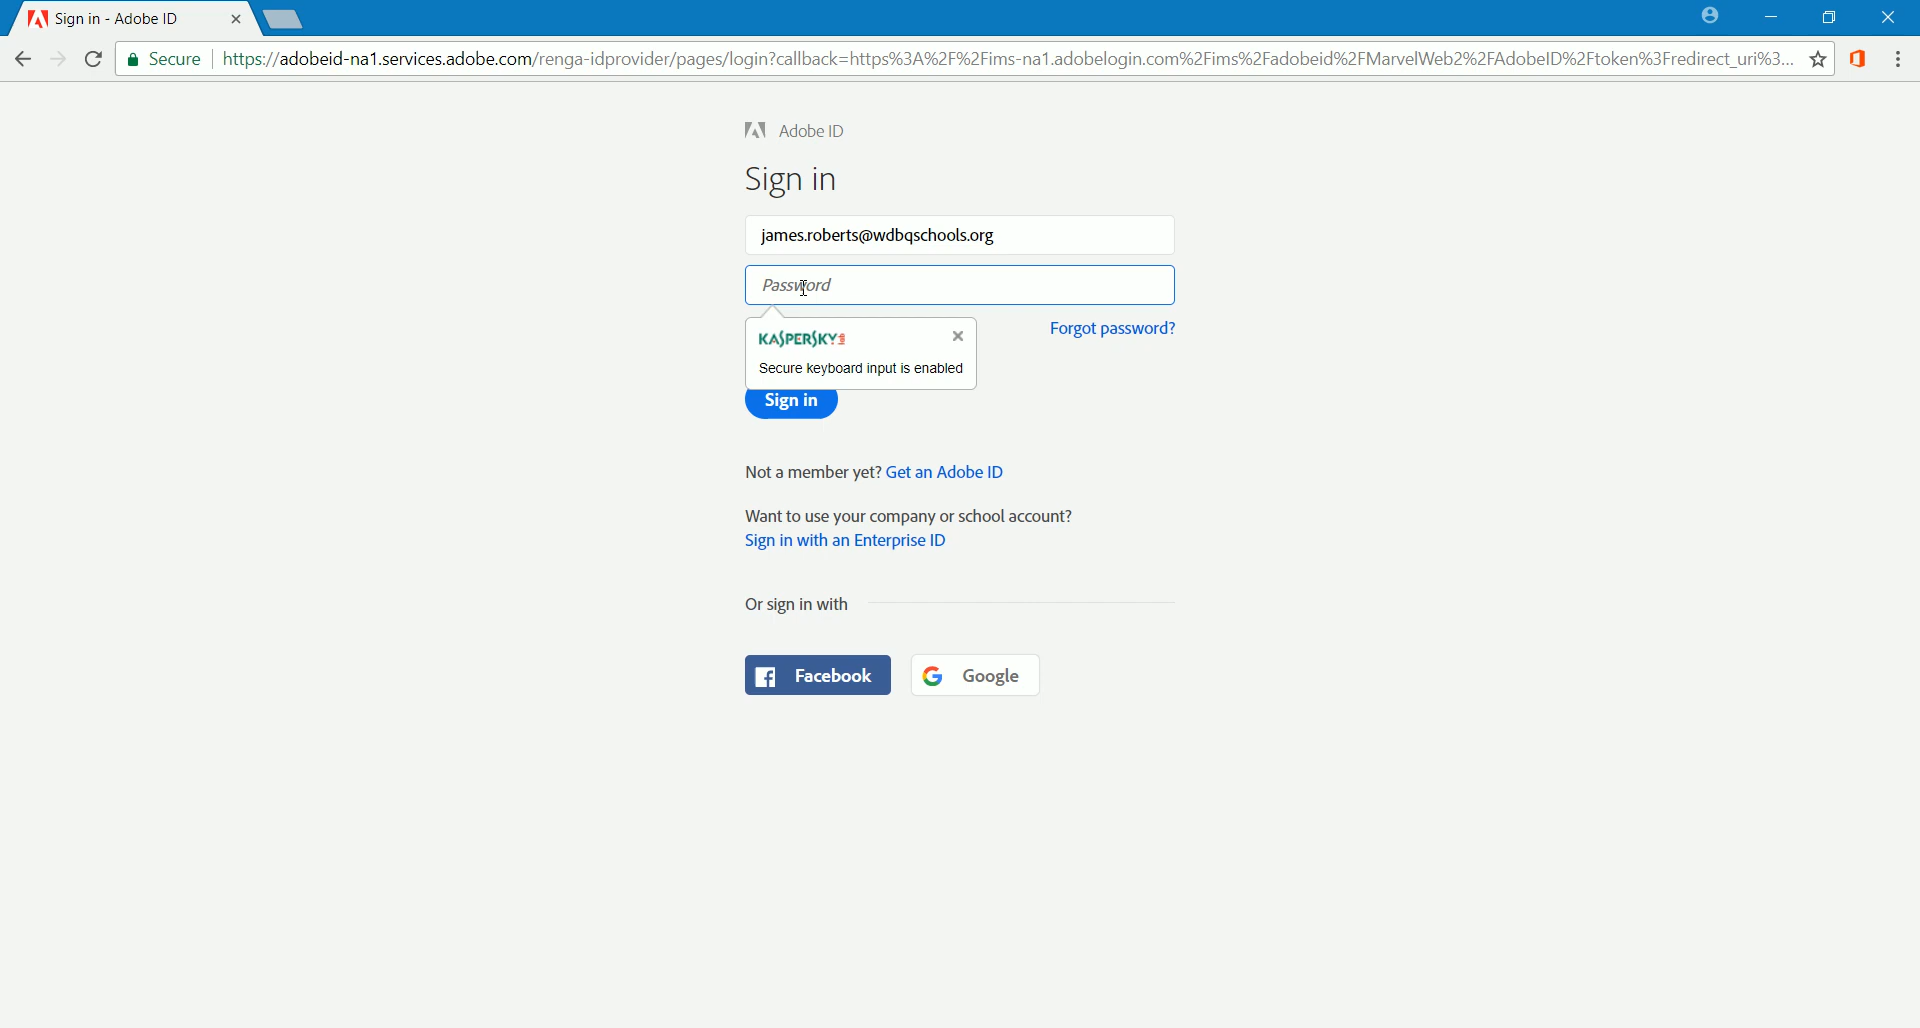 Sign in - Adobe ID
Secure
https://adobeid-na1.services.adobe.com/renga-idprovider/pages/login?callback=https%3A%2F%2Fims-na1.adobelogin.com%2Fims%2Fadobeid%2FMarvelWeb2%2FAdobeID%2Ftoken%3Fredirect_uri%3...
Adobe ID
Sign in
james.roberts@wdbqschools.org
Password
Forgot password?
KASPERSKY lab
Secure keyboard input is enabled
Sign in
Not a member yet? Get an Adobe ID
Want to use your company or school account?
Sign in with an Enterprise ID
Or sign in with
Facebook
Google